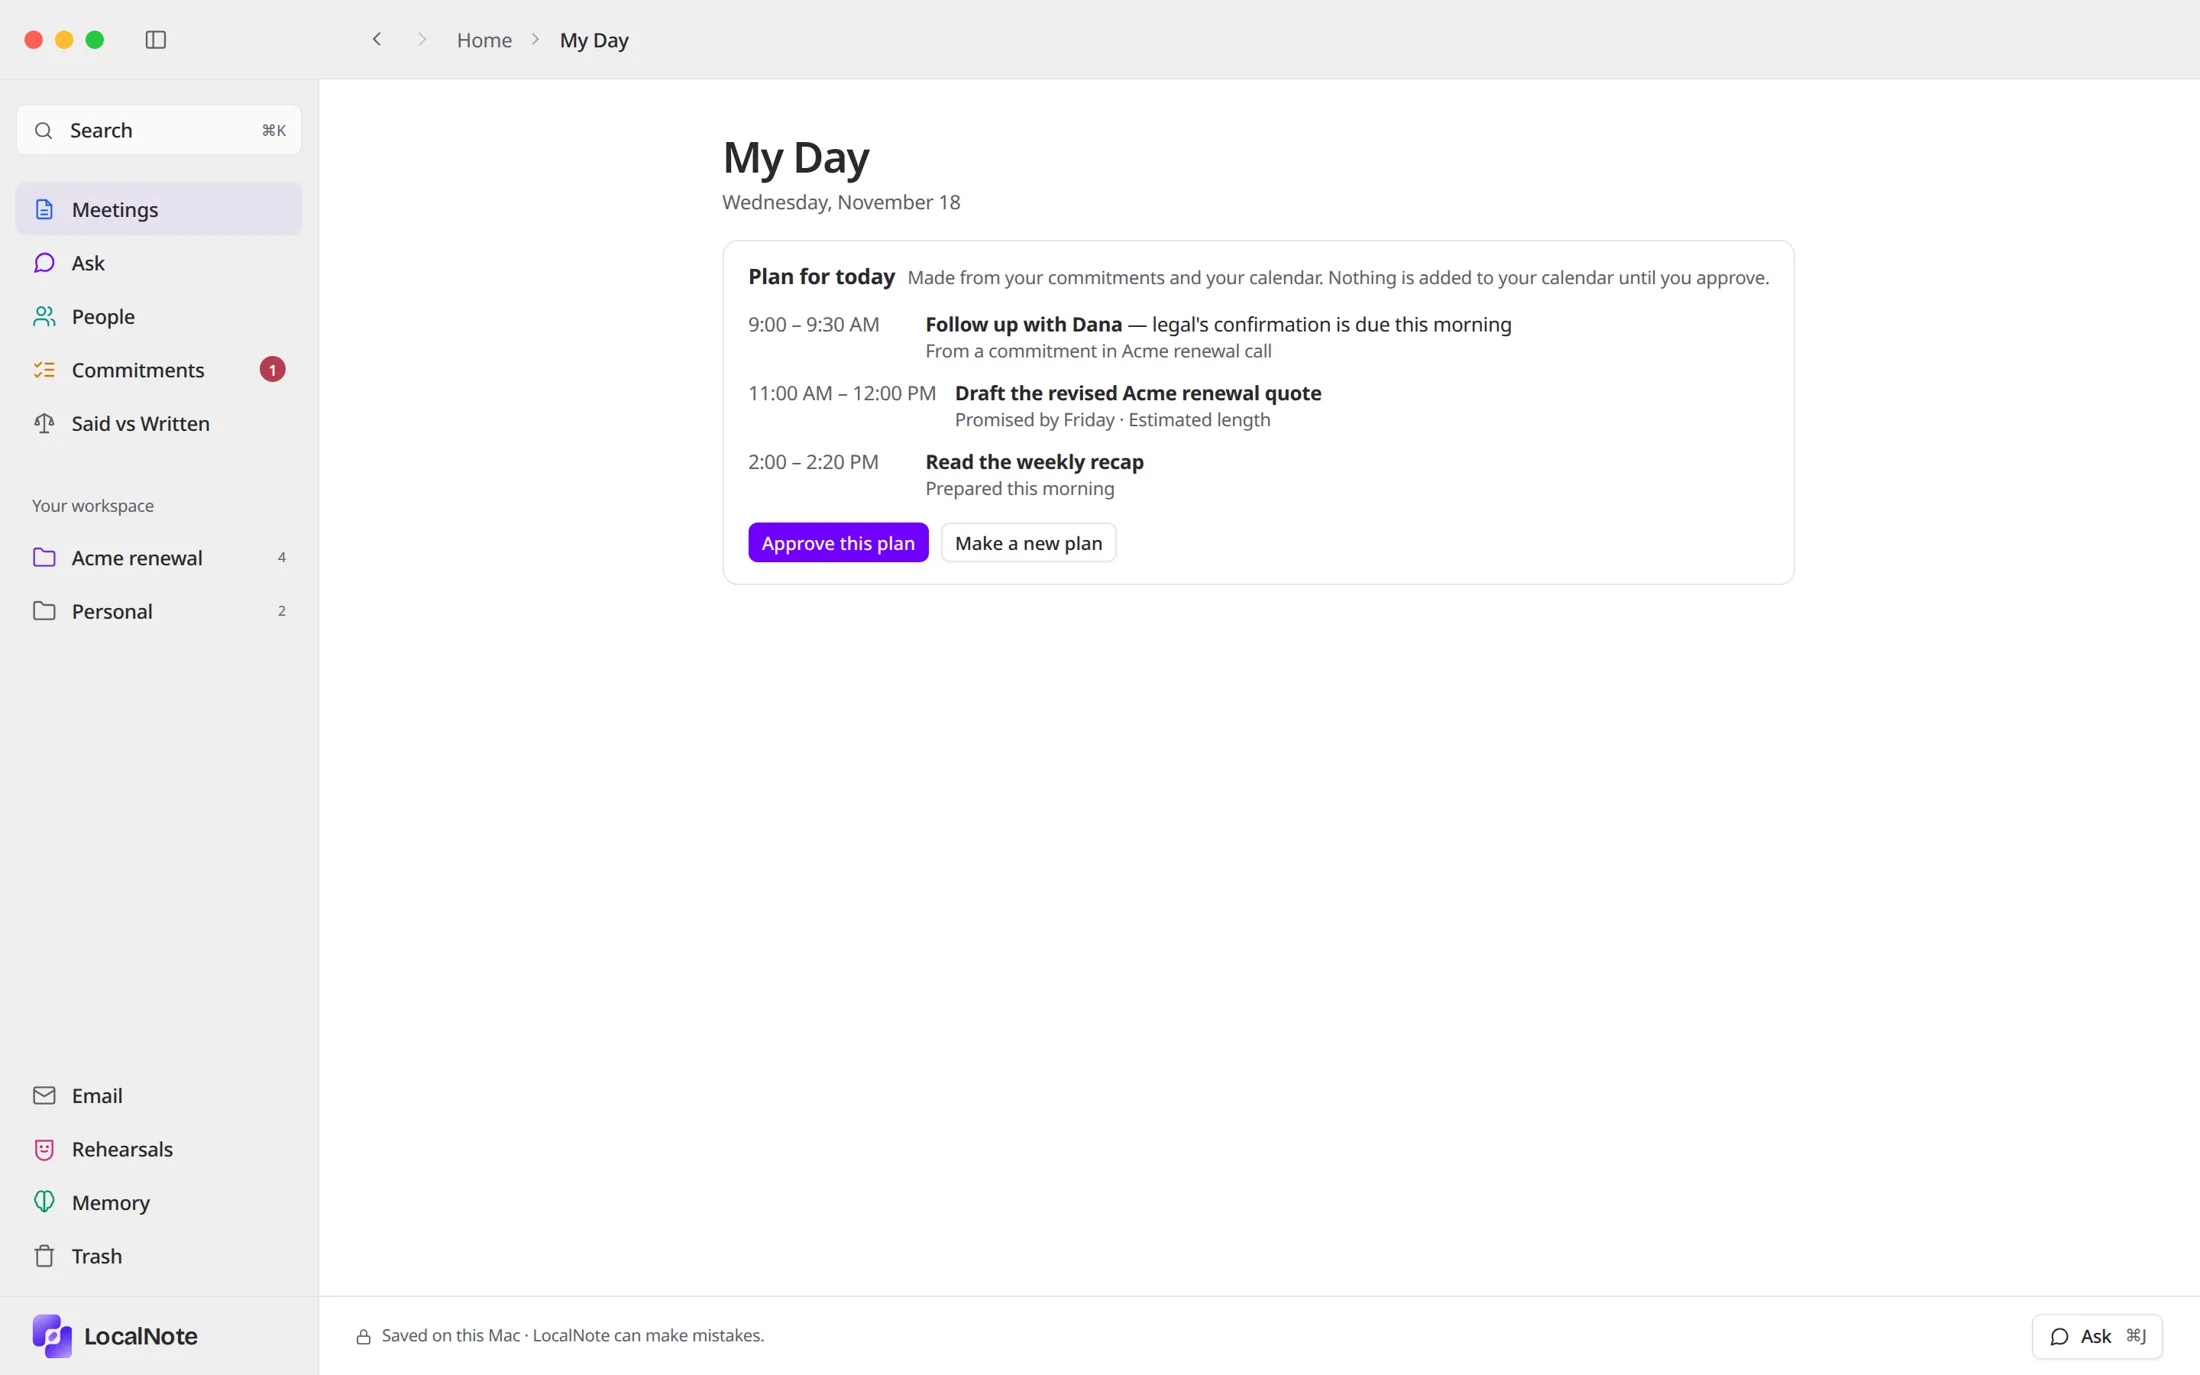 Home > My Day
Search ⌘K
Meetings
Ask
People
Commitments 1
Said vs Written
Your workspace
Acme renewal 4
Personal 2
Email
Rehearsals
Memory
Trash
LocalNote
My Day
Wednesday, November 18
Plan for today Made from your commitments and your calendar. Nothing is added to your calendar until you approve.
9:00 – 9:30 AM Follow up with Dana — legal's confirmation is due this morning
From a commitment in Acme renewal call
11:00 AM – 12:00 PM Draft the revised Acme renewal quote
Promised by Friday · Estimated length
2:00 – 2:20 PM Read the weekly recap
Prepared this morning
Approve this plan Make a new plan
Saved on this Mac · LocalNote can make mistakes.
Ask ⌘J